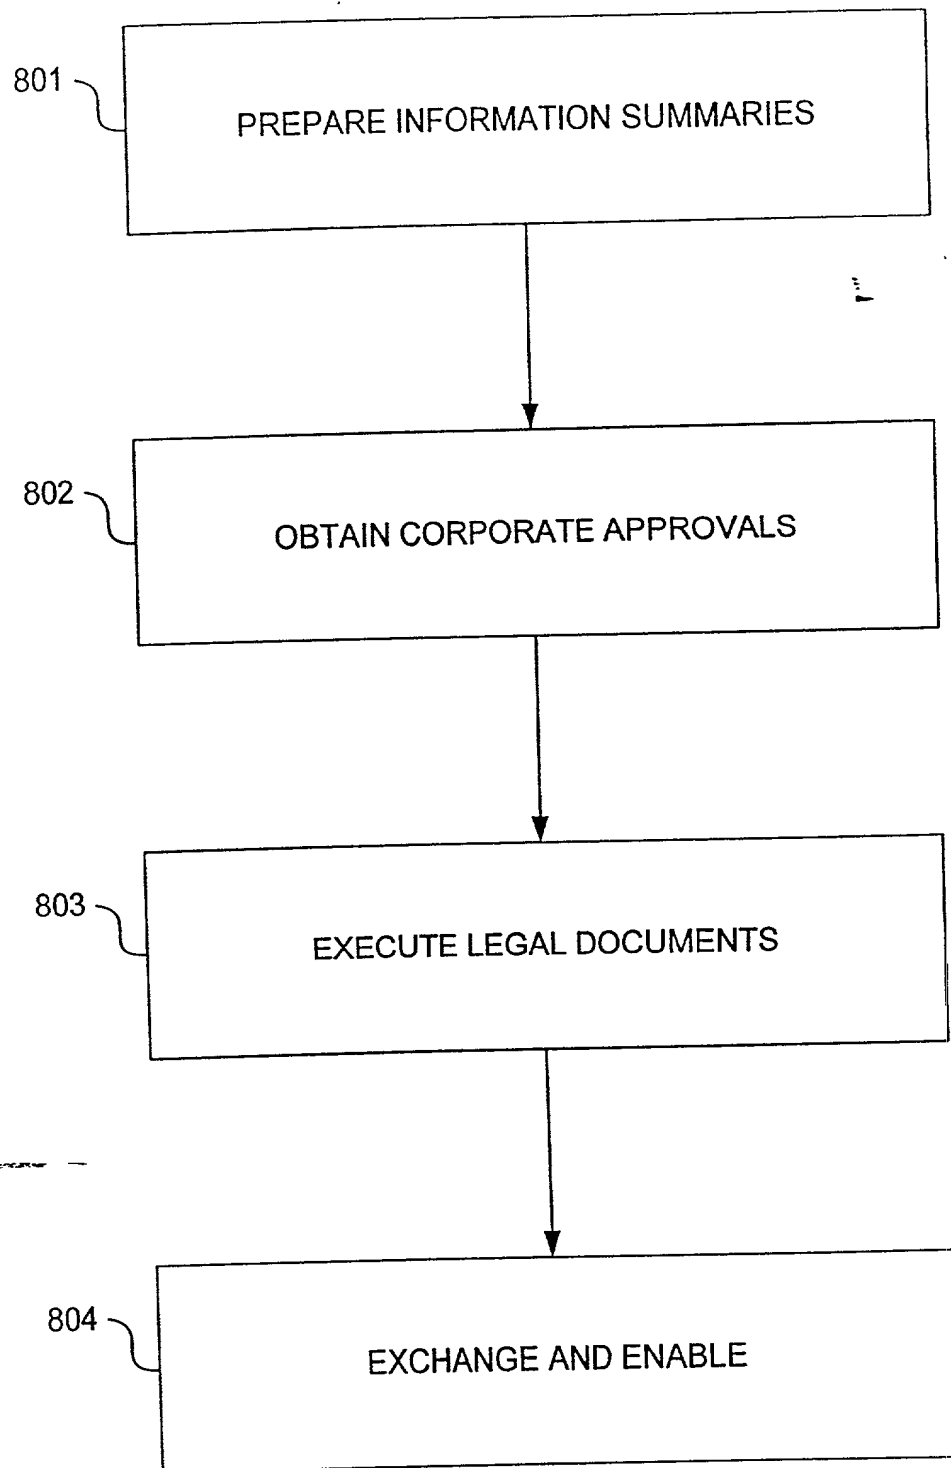 801
PREPARE INFORMATION SUMMARIES
802
OBTAIN CORPORATE APPROVALS
803
EXECUTE LEGAL DOCUMENTS
804
EXCHANGE AND ENABLE